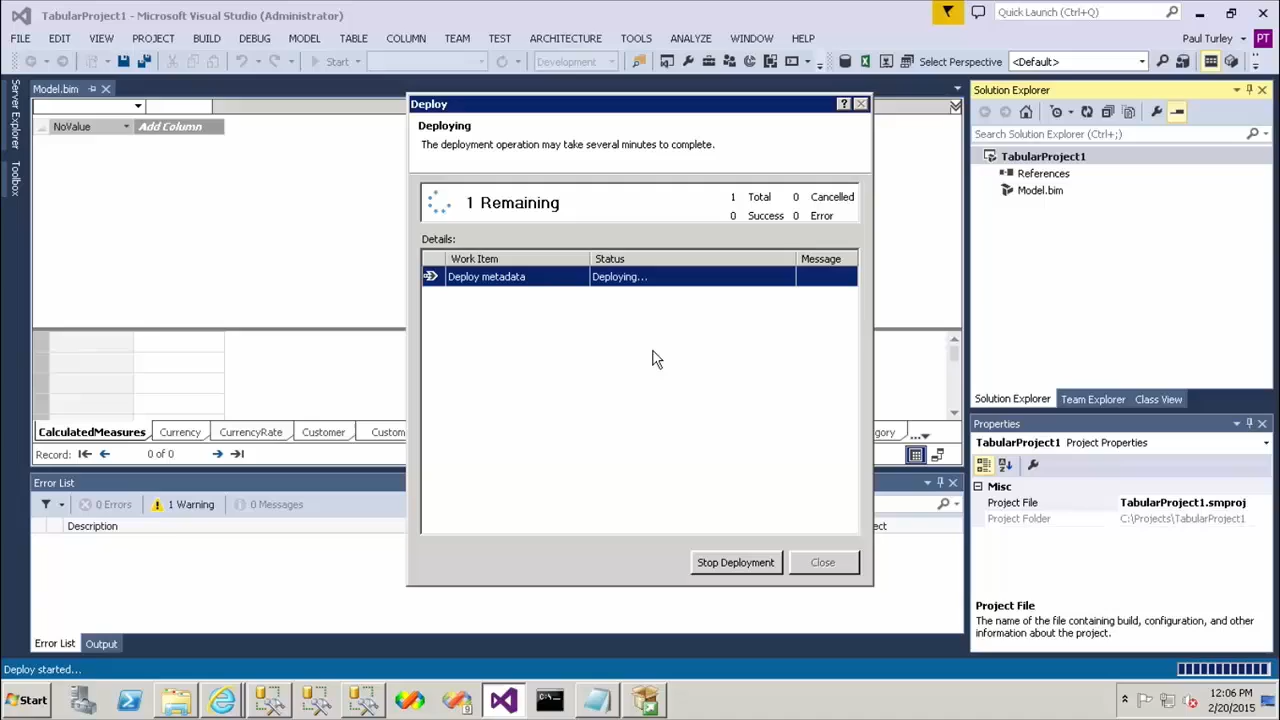 TabularProject1 - Microsoft Visual Studio (Administrator)
Quick Launch (Ctrl+Q)
FILE EDIT VIEW PROJECT BUILD DEBUG MODEL TABLE COLUMN TEAM TEST ARCHITECTURE TOOLS ANALYZE WINDOW HELP
Paul Turley PT
Start Development Select Perspective <Default>
Server Explorer
Toolbox
Model.bim
NoValue Add Column
Deploy
Deploying
The deployment operation may take several minutes to complete.
1 Remaining
1 Total 0 Cancelled
0 Success 0 Error
Details:
Work Item Status Message
Deploy metadata Deploying...
Stop Deployment Close
CalculatedMeasures Currency CurrencyRate Customer Custom egory
Record: 0 of 0
Error List
0 Errors 1 Warning 0 Messages
Description ect
Error List Output
Solution Explorer
Search Solution Explorer (Ctrl+;)
TabularProject1
References
Model.bim
Solution Explorer Team Explorer Class View
Properties
TabularProject1 Project Properties
Misc
Project File TabularProject1.smproj
Project Folder C:\Projects\TabularProject1
Project File
The name of the file containing build, configuration, and other
information about the project.
Deploy started...
Start
9
12:06 PM
2/20/2015